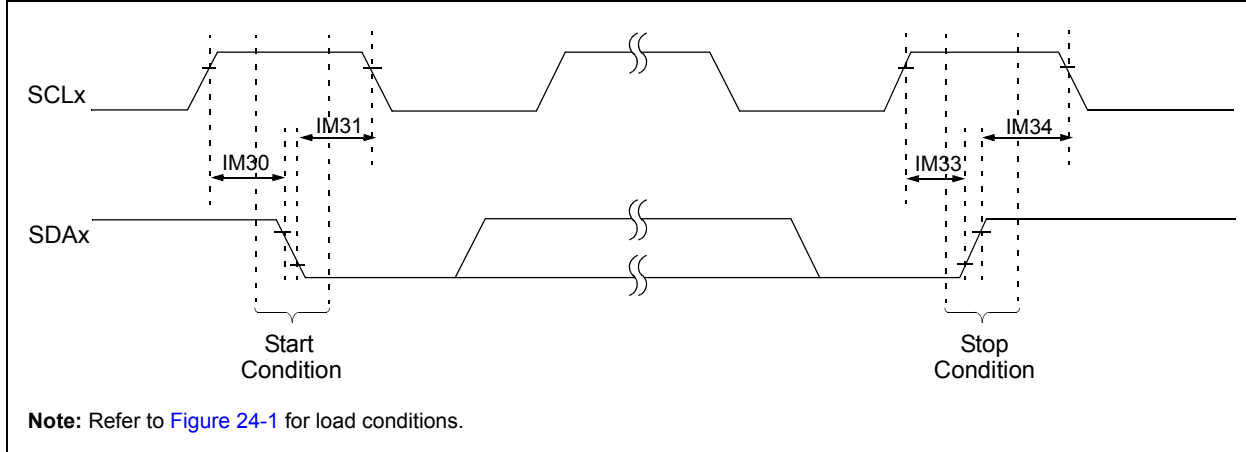 SCLx
IM31
IM34
IM30
IM33
SDAx
Start
Condition
Stop
Condition
Note: Refer to Figure 24-1 for load conditions.